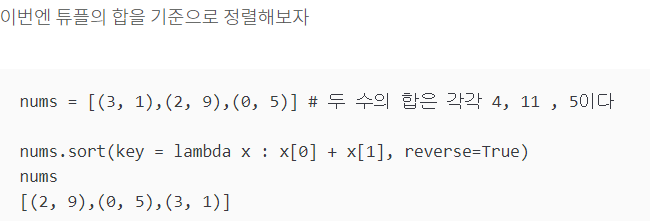 이번엔 튜플의 합을 기준으로 정렬해보자
nums = [(3, 1),(2, 9),(0, 5)] # 두 수의 합은 각각 4, 11 , 5이다
nums.sort(key = lambda x : x[0] + x[1], reverse=True)
nums
[(2, 9),(0, 5),(3, 1)]